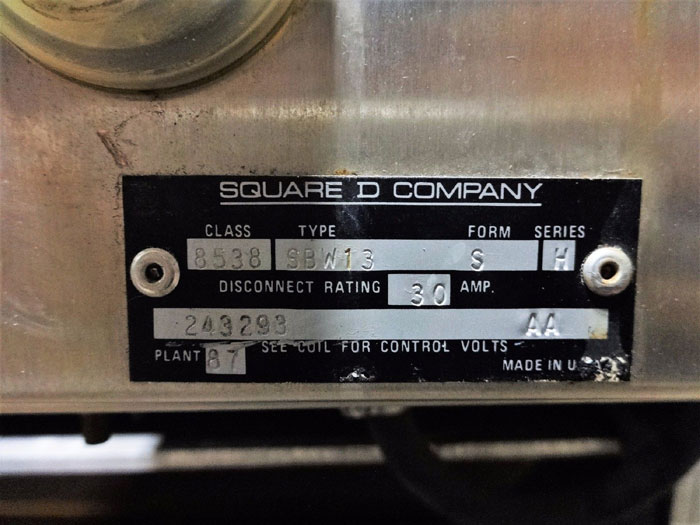 SQUARE D COMPANY
CLASS TYPE FORM SERIES
8538 SBW13 S H
DISCONNECT RATING 30 AMP.
243293 AA
SEE COIL FOR CONTROL VOLTS
PLANT 87 MADE IN U